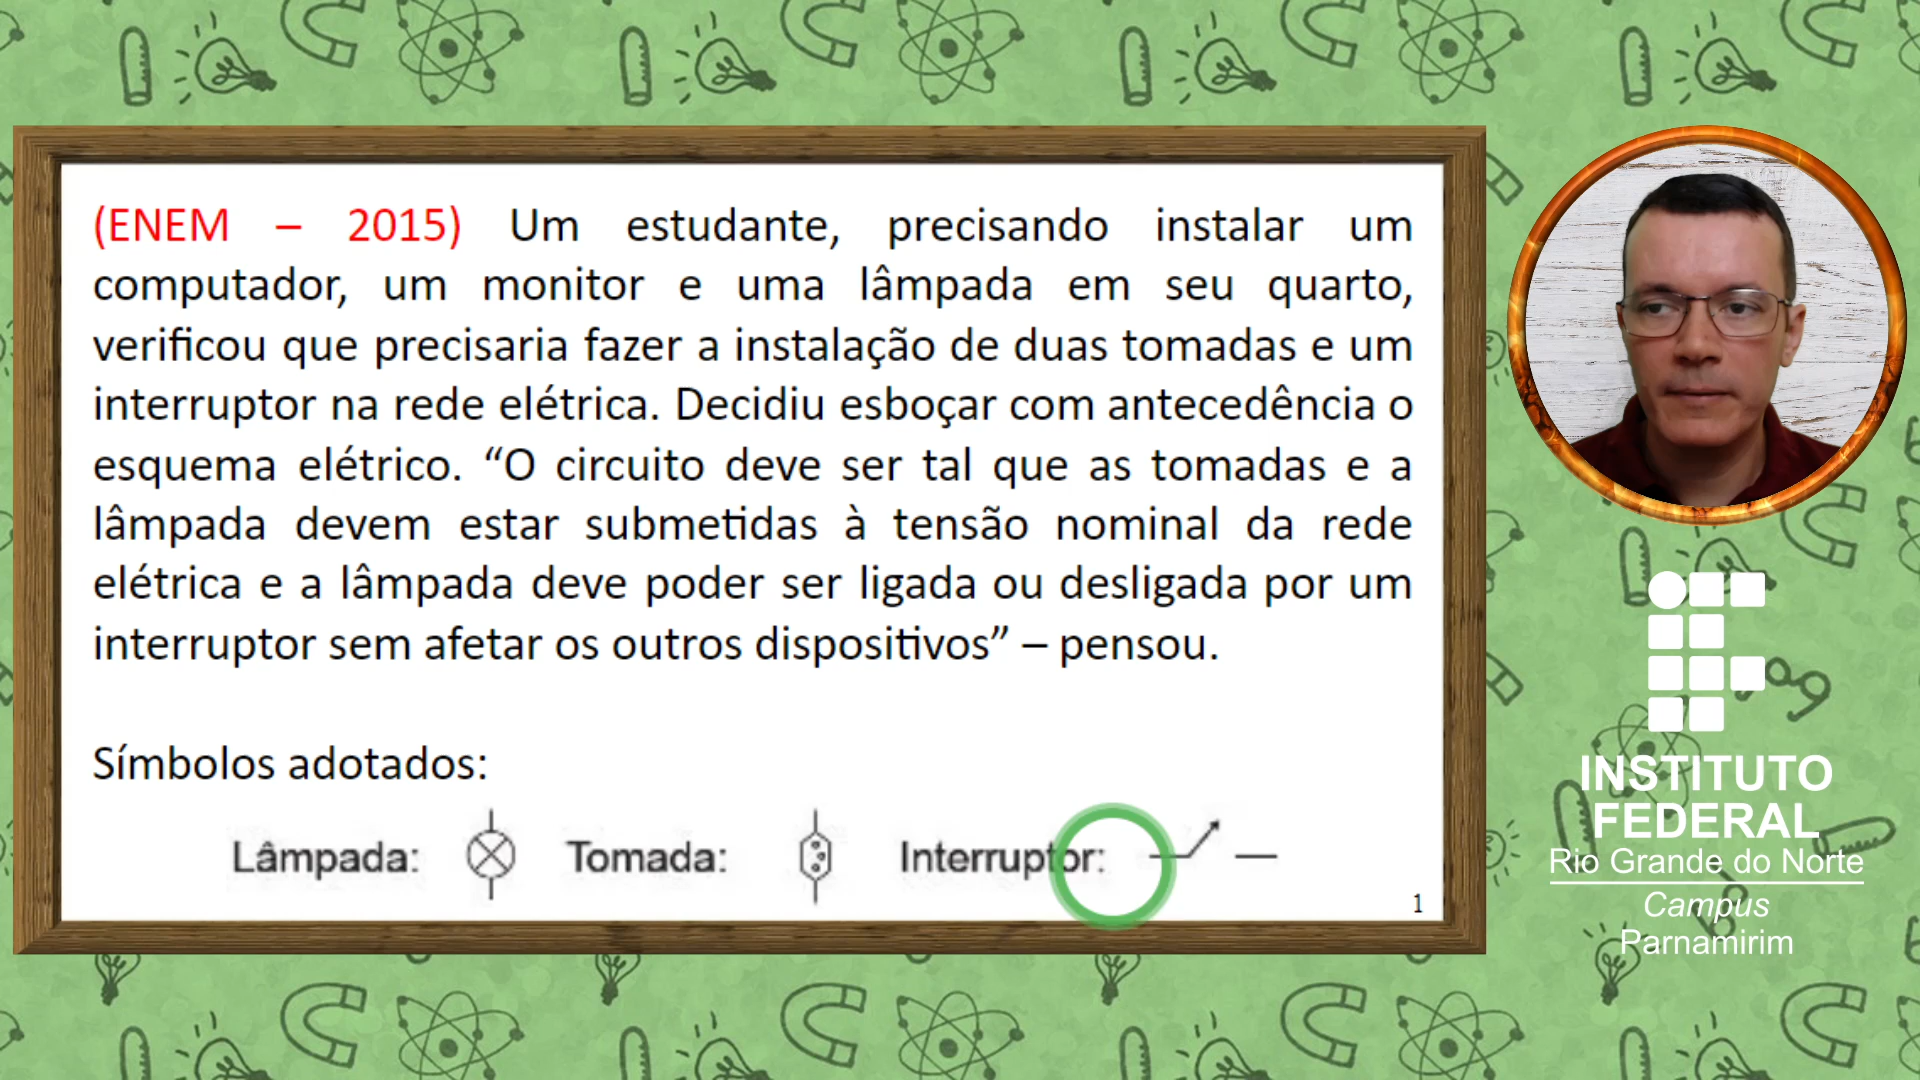 (ENEM – 2015) Um estudante, precisando instalar um
computador, um monitor e uma lâmpada em seu quarto,
verificou que precisaria fazer a instalação de duas tomadas e um
interruptor na rede elétrica. Decidiu esboçar com antecedência o
esquema elétrico. “O circuito deve ser tal que as tomadas e a
lâmpada devem estar submetidas à tensão nominal da rede
elétrica e a lâmpada deve poder ser ligada ou desligada por um
interruptor sem afetar os outros dispositivos” – pensou.
Símbolos adotados:
Lâmpada: Tomada: Interruptor:
1
INSTITUTO
FEDERAL
Rio Grande do Norte
Campus
Parnamirim